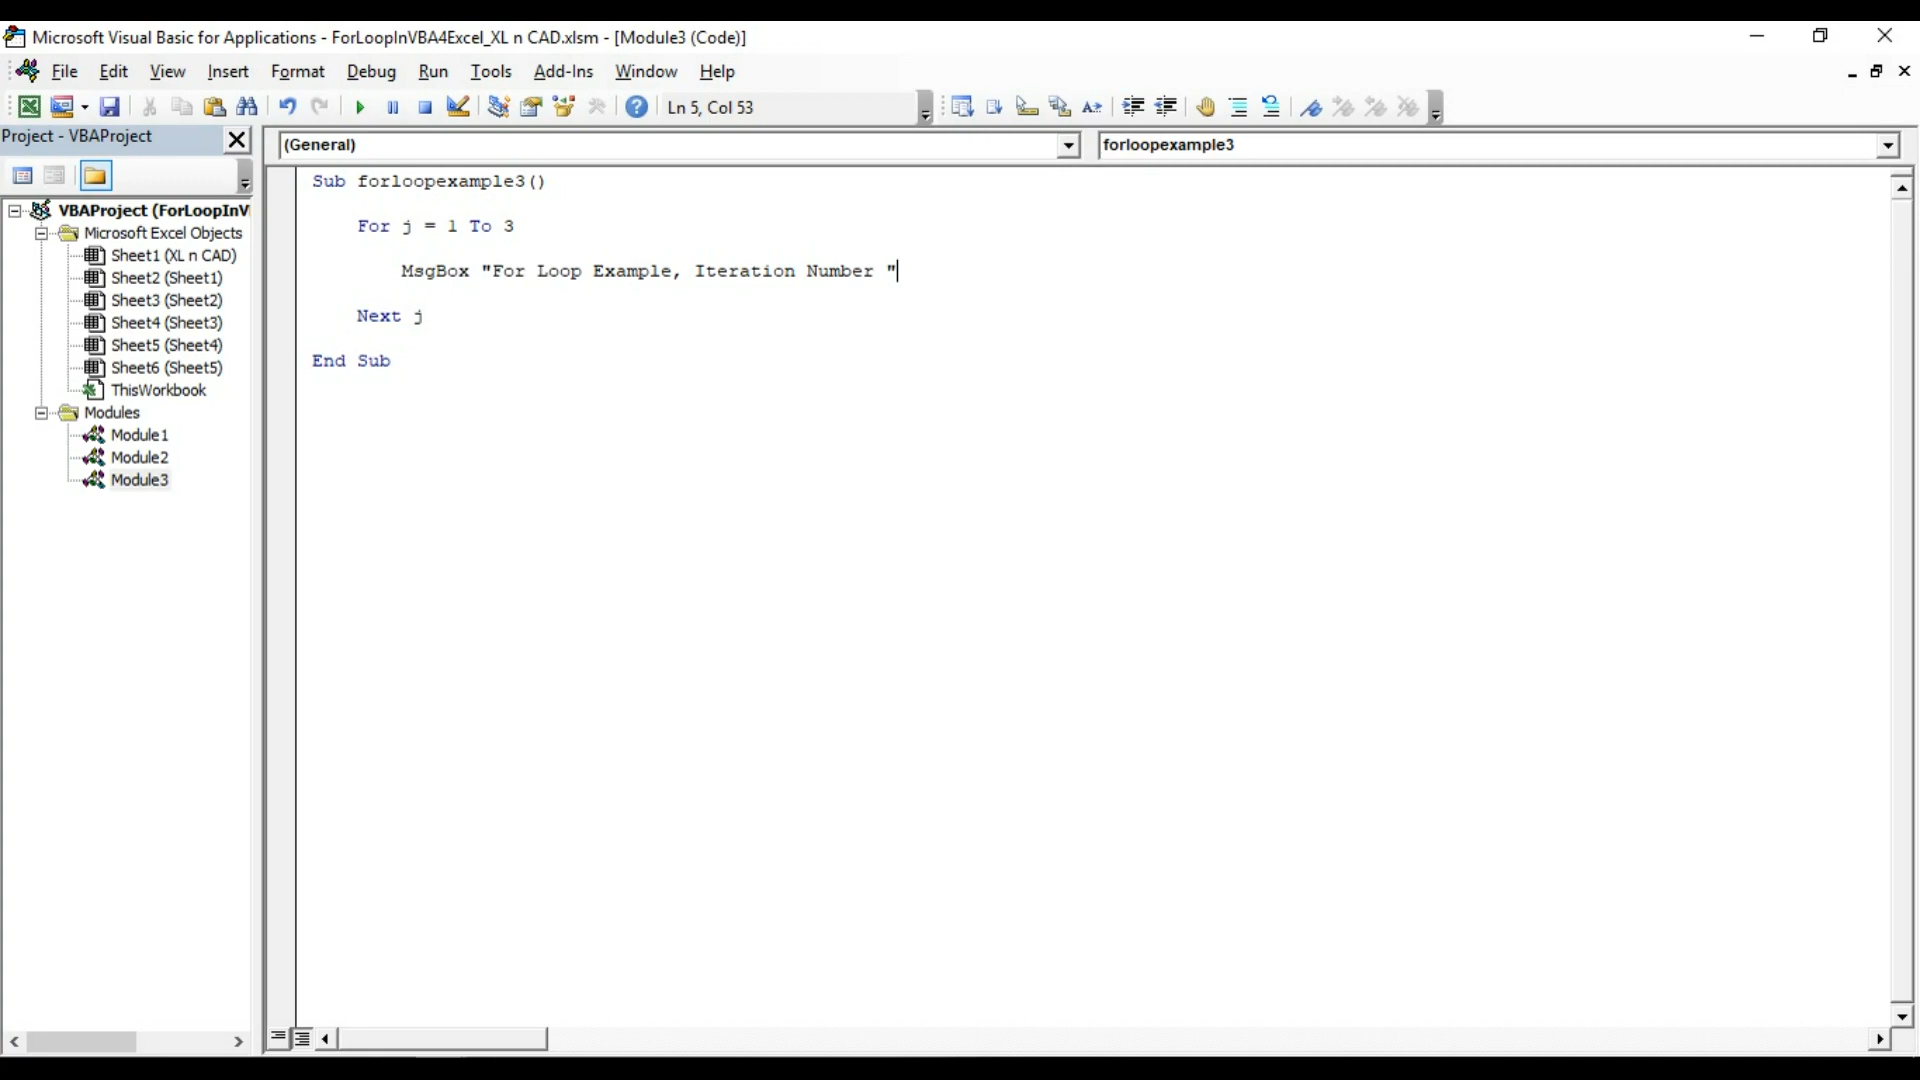 Microsoft Visual Basic for Applications - ForLoopInVBA4Excel_XL n CAD.xlsm - [Module3 (Code)]
File Edit View Insert Format Debug Run Tools Add-Ins Window Help
Ln 5, Col 53
Project - VBAProject
(General) forloopexample3
VBAProject (ForLoopInV
Microsoft Excel Objects
Sheet1 (XL n CAD)
Sheet2 (Sheet1)
Sheet3 (Sheet2)
Sheet4 (Sheet3)
Sheet5 (Sheet4)
Sheet6 (Sheet5)
ThisWorkbook
Modules
Module1
Module2
Module3
Sub forloopexample3()
For j = 1 To 3
MsgBox "For Loop Example, Iteration Number "
Next j
End Sub